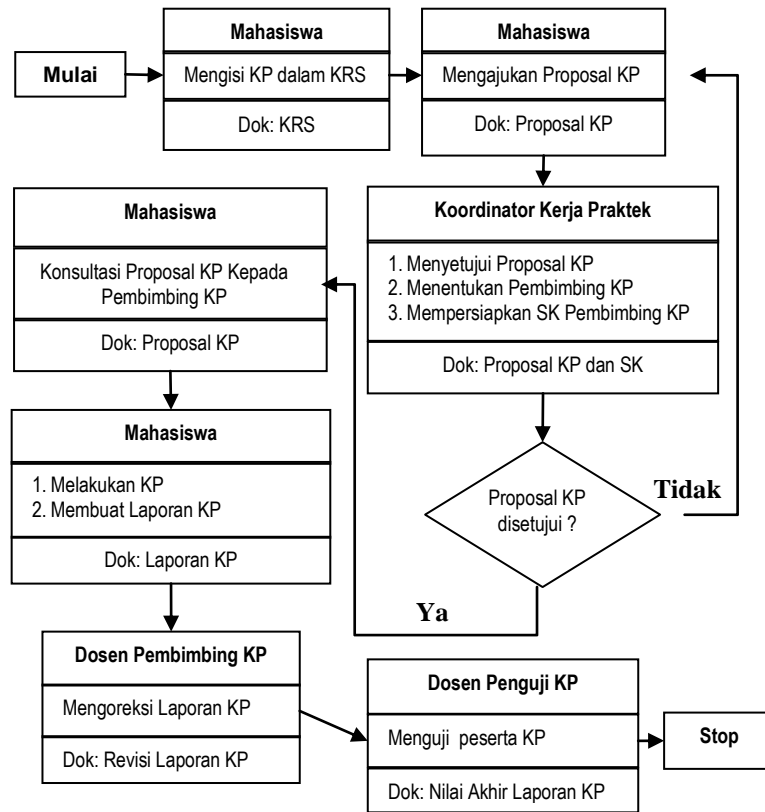 Mulai
Mahasiswa
Mengisi KP dalam KRS
Dok: KRS
Mahasiswa
Mengajukan Proposal KP
Dok: Proposal KP
Koordinator Kerja Praktek
1. Menyetujui Proposal KP
2. Menentukan Pembimbing KP
3. Mempersiapkan SK Pembimbing KP
Dok: Proposal KP dan SK
Proposal KP
disetujui ?
Tidak
Ya
Mahasiswa
Konsultasi Proposal KP Kepada
Pembimbing KP
Dok: Proposal KP
Mahasiswa
1. Melakukan KP
2. Membuat Laporan KP
Dok: Laporan KP
Dosen Pembimbing KP
Mengoreksi Laporan KP
Dok: Revisi Laporan KP
Dosen Penguji KP
Menguji  peserta KP
Dok: Nilai Akhir Laporan KP
Stop